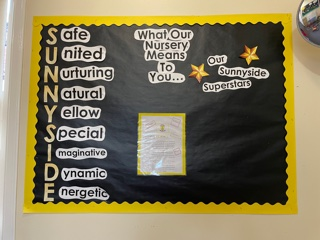 Safe
United
Nurturing
Natural
Yellow
Special
Imaginative
Dynamic
Energetic
What Our
Nursery
Means
To
You...
Our
Sunnyside
Superstars